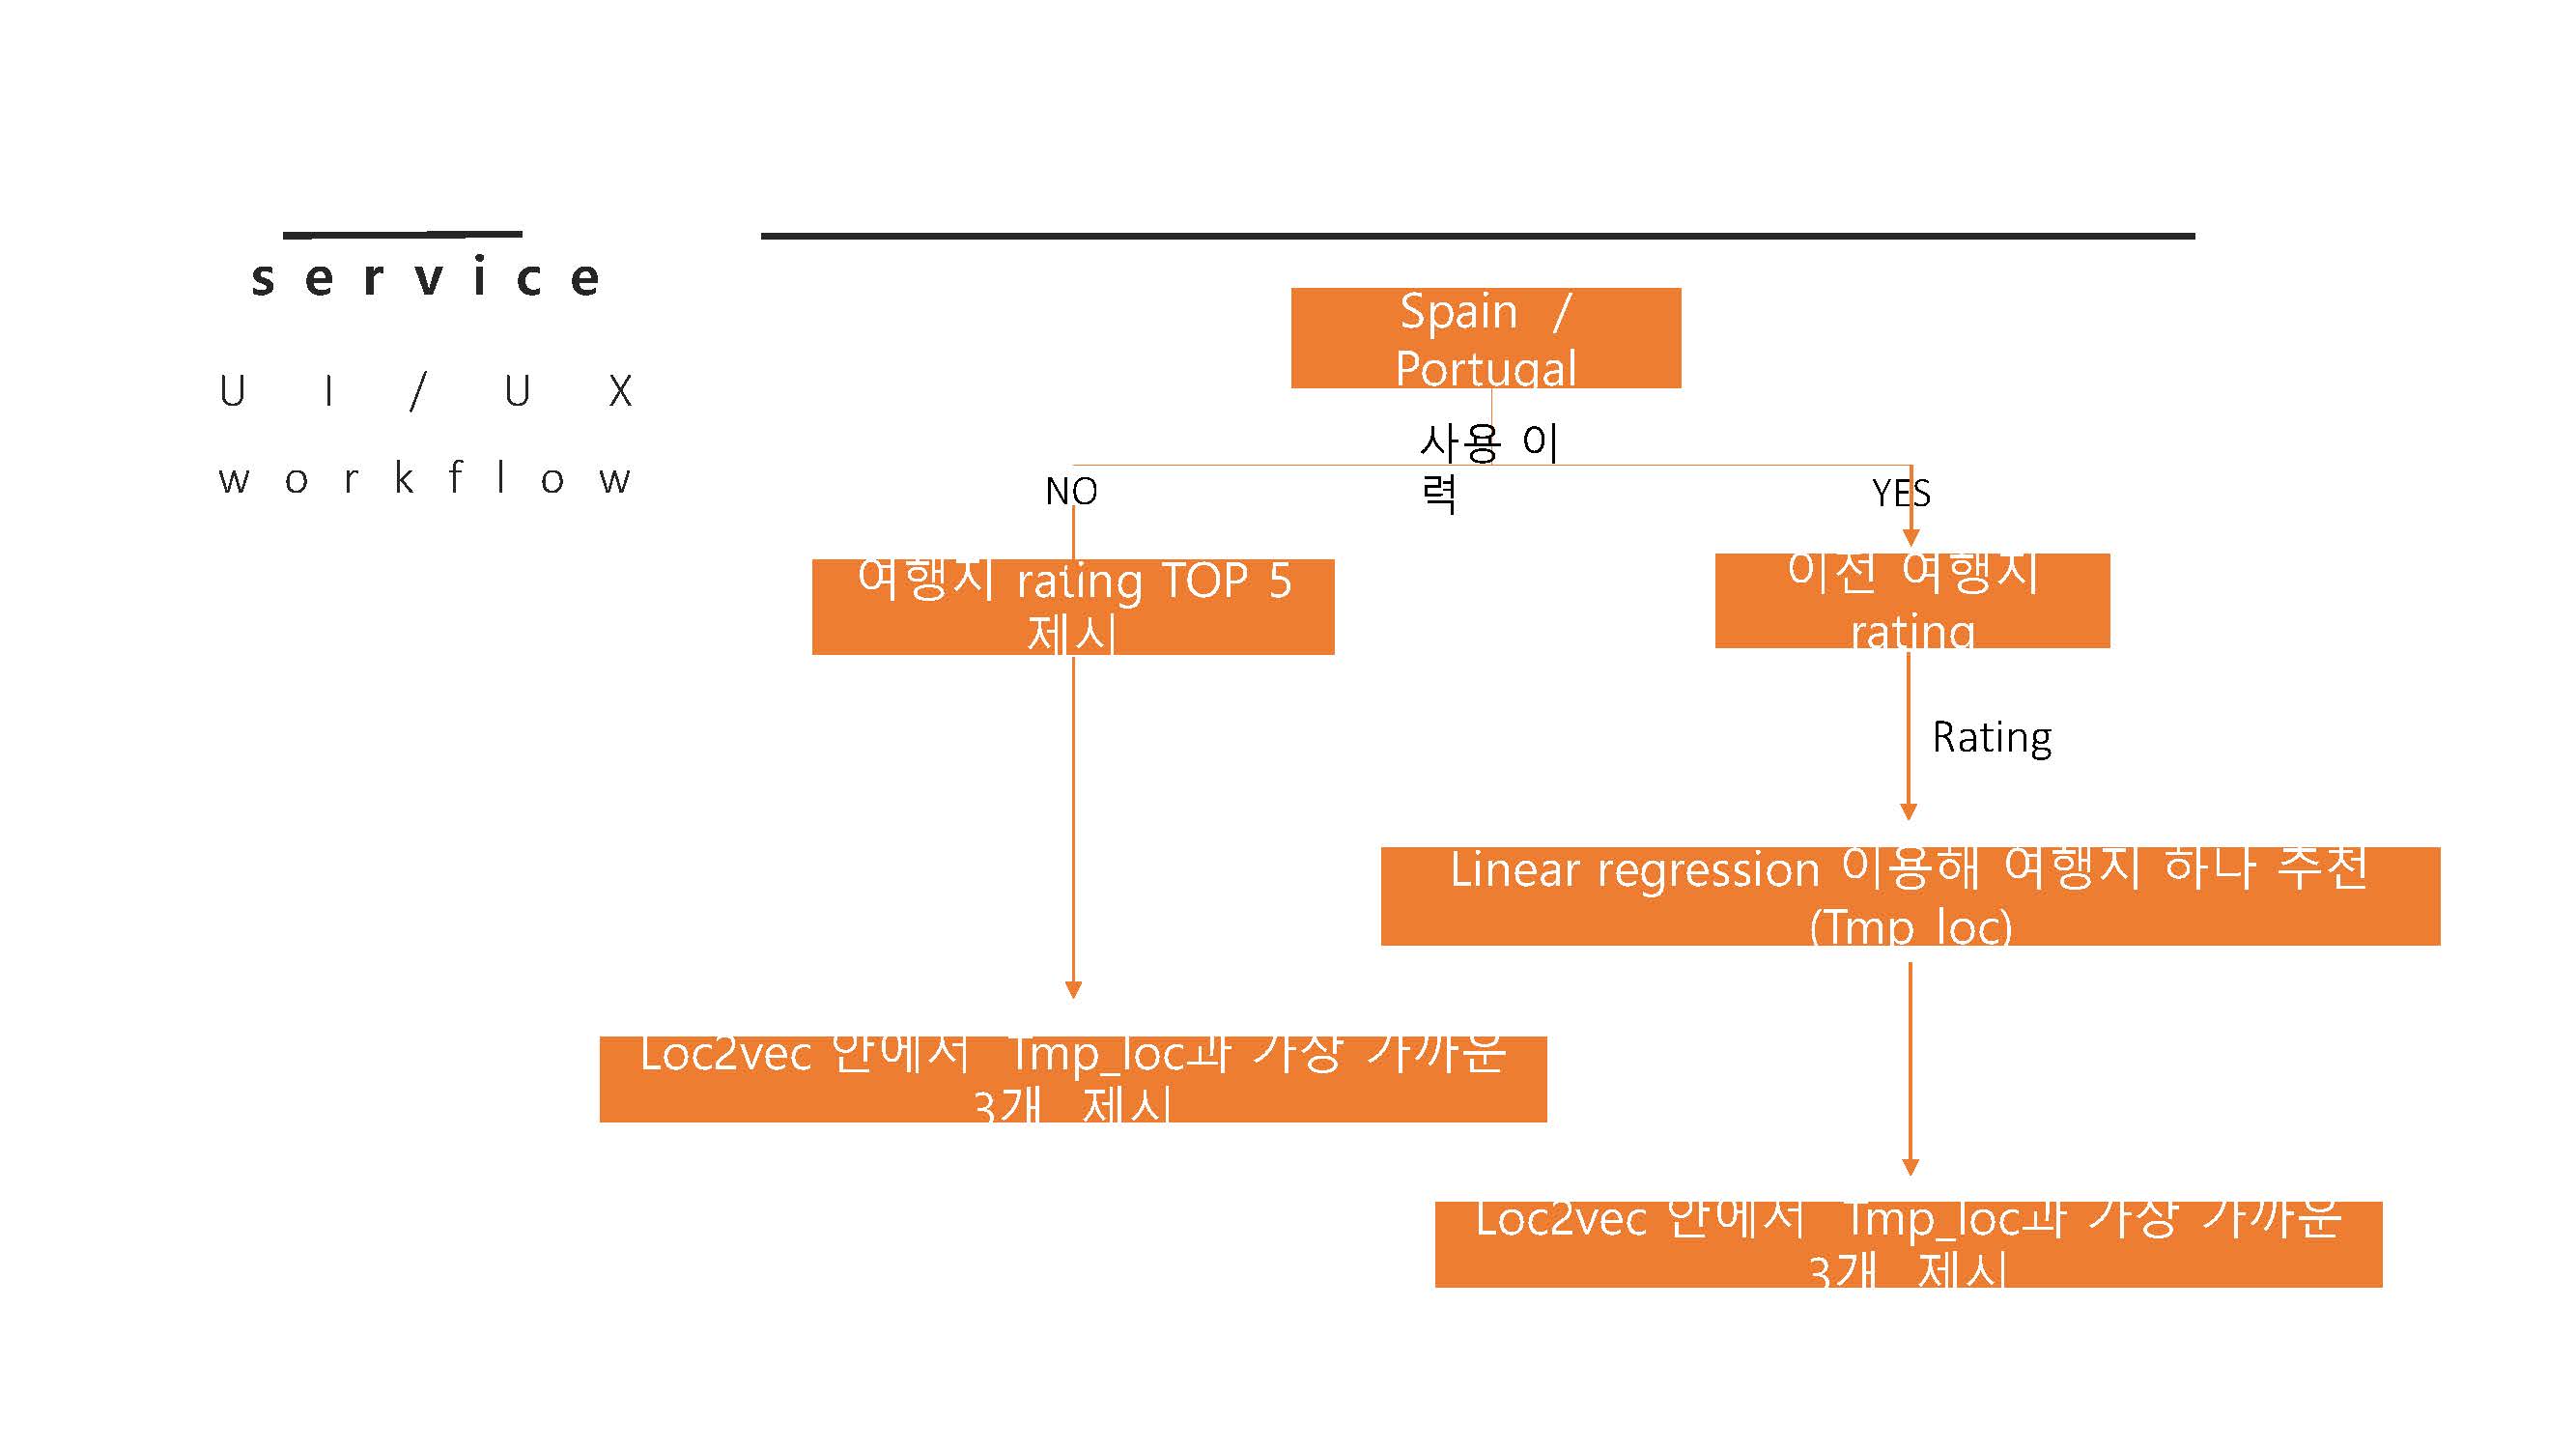 service
UI/UX
workflow
Spain / Portugal
사용 이력
NO
YES
여행지 rating TOP 5
제시
이전 여행지
rating
Rating
Linear regression 이용해 여행지 하나 추천
(Tmp_loc)
Loc2vec 안에서 Tmp_loc과 가장 가까운
3개 제시
Loc2vec 안에서 Tmp_loc과 가장 가까운
3개 제시